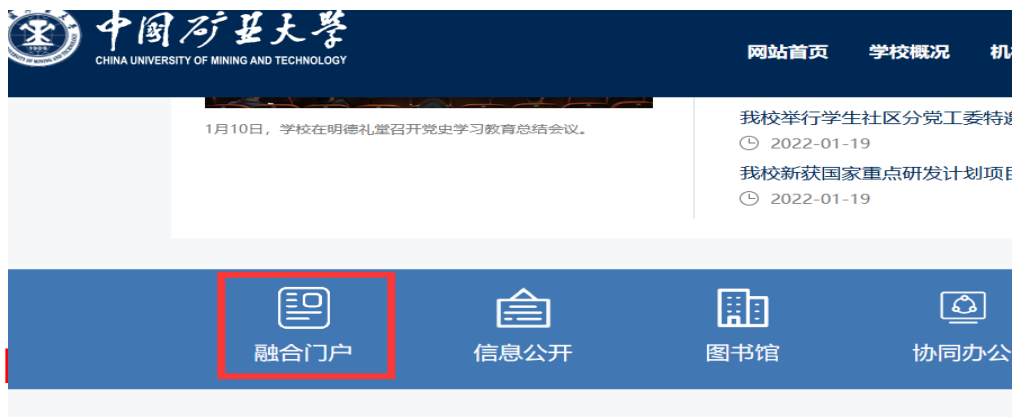 中国矿业大学
CHINA UNIVERSITY OF MINING AND TECHNOLOGY
网站首页 学校概况
1月10日，学校在明德礼堂召开党史学习教育总结会议。
我校举行学生社区分党工委特邀
2022-01-19
我校新获国家重点研发计划项目
2022-01-19
融合门户 信息公开 图书馆 协同办公